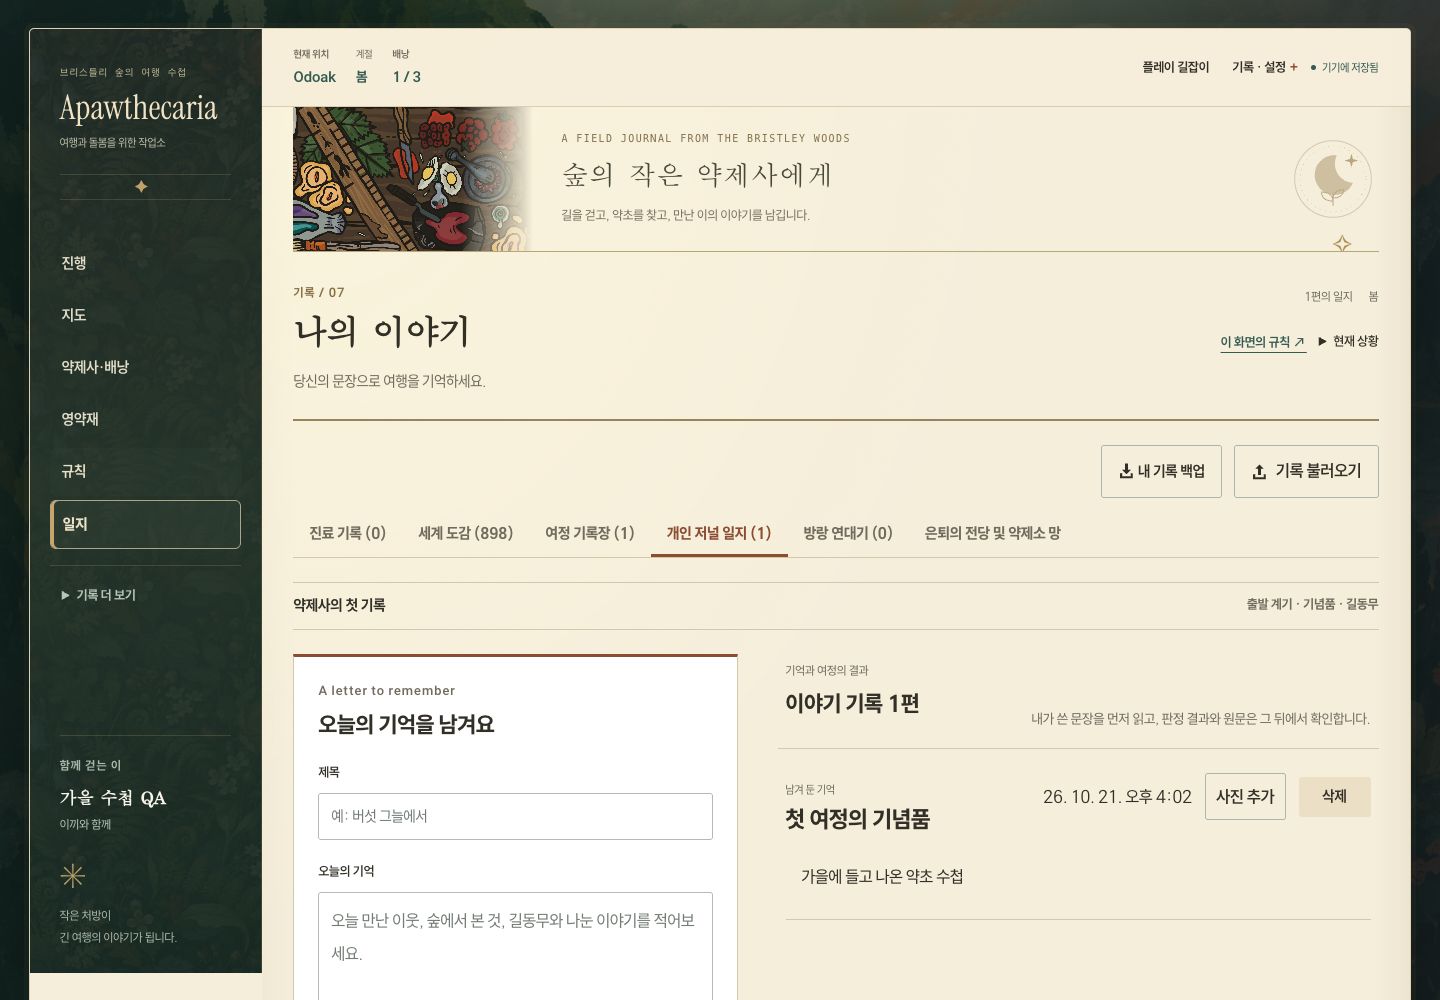 브리스틀리 숲의 여행 수첩
Apawthecaria
여행과 돌봄을 위한 작업소
진행
지도
약제사·배낭
영약재
규칙
일지
▶ 기록 더 보기
함께 걷는 이
가을 수첩 QA
이끼와 함께
작은 처방이
긴 여행의 이야기가 됩니다.
현재 위치 계절 배낭
Odoak 봄 1 / 3
플레이 길잡이 기록 · 설정 + 기기에 저장됨
A FIELD JOURNAL FROM THE BRISTLEY WOODS
숲의 작은 약제사에게
길을 걷고, 약초를 찾고, 만난 이의 이야기를 남깁니다.
기록 / 07
나의 이야기
당신의 문장으로 여행을 기억하세요.
1편의 일지 봄
이 화면의 규칙 ↗ ▶ 현재 상황
내 기록 백업 기록 불러오기
진료 기록 (0) 세계 도감 (898) 여정 기록장 (1) 개인 저널 일지 (1) 방랑 연대기 (0) 은퇴의 전당 및 약제소 망
약제사의 첫 기록 출발 계기 · 기념품 · 길동무
A letter to remember
오늘의 기억을 남겨요
제목
예: 버섯 그늘에서
오늘의 기억
오늘 만난 이웃, 숲에서 본 것, 길동무와 나눈 이야기를 적어보
세요.
기억과 여정의 결과
이야기 기록 1편
내가 쓴 문장을 먼저 읽고, 판정 결과와 원문은 그 뒤에서 확인합니다.
남겨 둔 기억
첫 여정의 기념품
26. 10. 21. 오후 4:02 사진 추가 삭제
가을에 들고 나온 약초 수첩